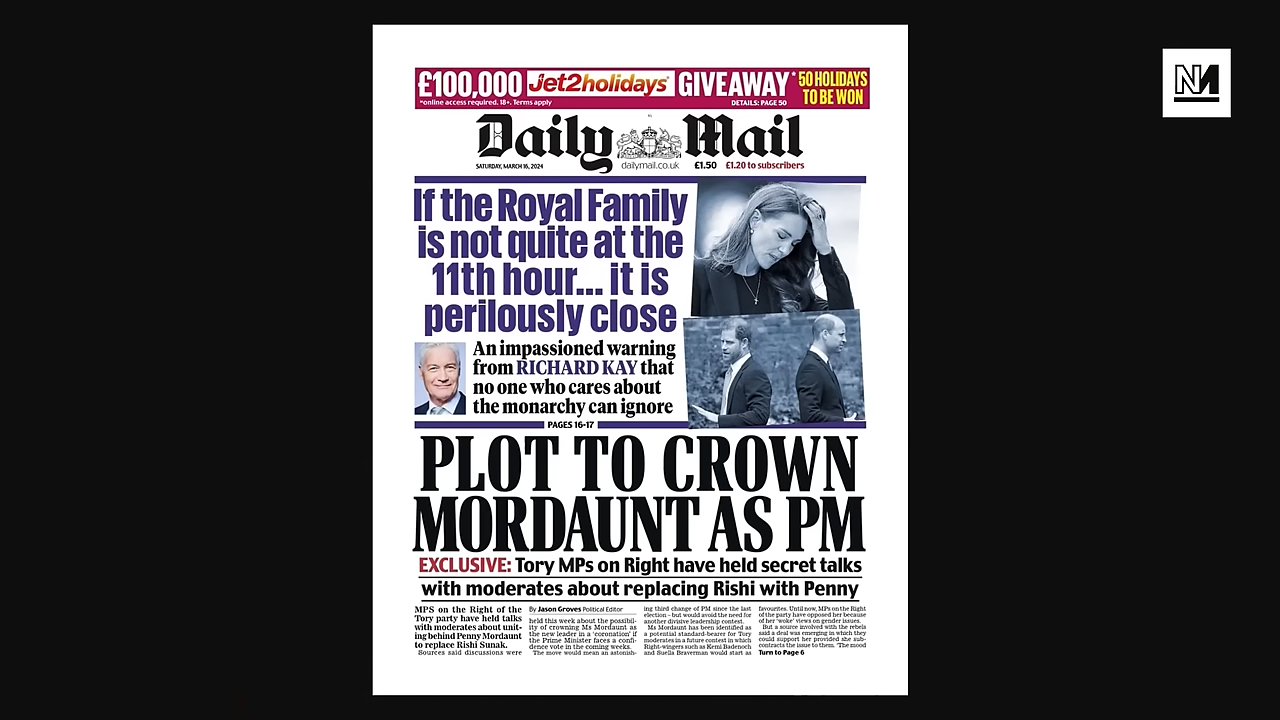 £100,000 Jet2holidays GIVEAWAY* 50 HOLIDAYS
TO BE WON
*online access required. 18+. Terms apply
DETAILS: PAGE 50
Daily Mail
SATURDAY, MARCH 16, 2024
dailymail.co.uk
£1.50 £1.20 to subscribers
If the Royal Family
is not quite at the
11th hour... it is
perilously close
An impassioned warning
from RICHARD KAY that
no one who cares about
the monarchy can ignore
PAGES 16-17
PLOT TO CROWN
MORDAUNT AS PM
EXCLUSIVE: Tory MPs on Right have held secret talks
with moderates about replacing Rishi with Penny
MPS on the Right of the
Tory party have held talks
with moderates about unit-
ing behind Penny Mordaunt
to replace Rishi Sunak.
Sources said discussions were
By Jason Groves Political Editor
held this week about the possibil-
ity of crowning Ms Mordaunt as
the new leader in a 'coronation' if
the Prime Minister faces a confi-
dence vote in the coming weeks.
The move would mean an astonish-
ing third change of PM since the last
election – but would avoid the need for
another divisive leadership contest.
Ms Mordaunt has been identified as
a potential standard-bearer for Tory
moderates in a future contest in which
Right-wingers such as Kemi Badenoch
and Suella Braverman would start as
favourites. Until now, MPs on the Right
of the party have opposed her because
of her 'woke' views on gender issues.
But a source involved with the rebels
said a deal was emerging in which they
could support her provided she sub-
contracts the issue to them. 'The mood
Turn to Page 6
NM